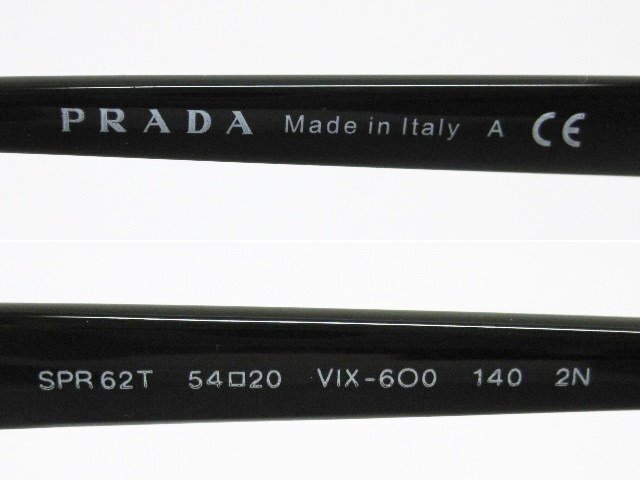 PRADA Made in Italy A CE
SPR 62T 54□20 VIX-6O0 140 2N